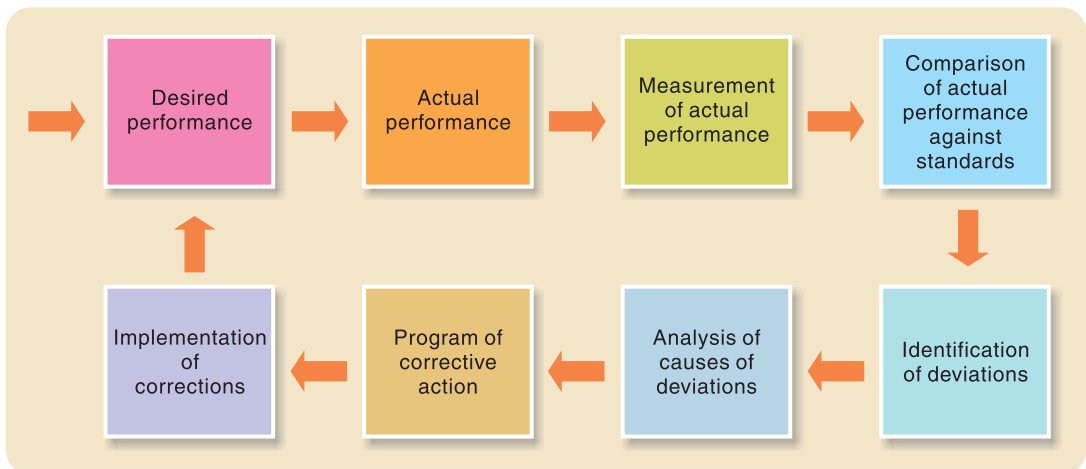 Desired
performance
Actual
performance
Measurement
of actual
performance
Comparison
of actual
performance
against
standards
Implementation
of
corrections
Program of
corrective
action
Analysis of
causes of
deviations
Identification
of deviations